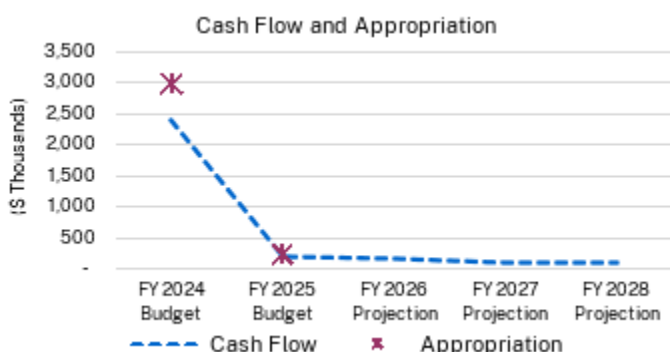 Cash Flow and Appropriation
3,500
3,000
2,500
2,000
1,500
1,000
500
-
($ Thousands)
FY 2024 FY 2025 FY 2026 FY 2027 FY 2028
Budget Budget Projection Projection Projection
Cash Flow Appropriation